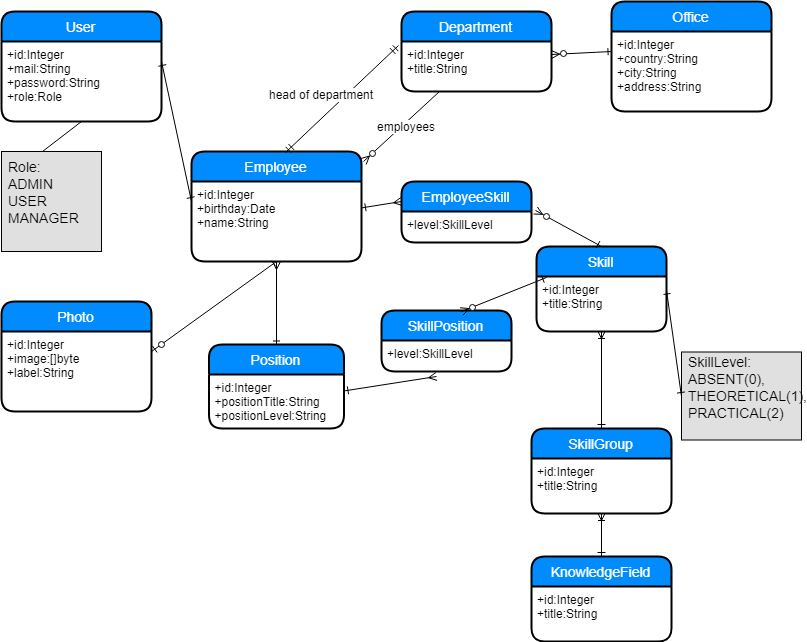 User
+id:Integer
+mail:String
+password:String
+role:Role
Role:
ADMIN
USER
MANAGER
Department
+id:Integer
+title:String
Office
+id:Integer
+country:String
+city:String
+address:String
head of department
employees
Employee
+id:Integer
+birthday:Date
+name:String
EmployeeSkill
+level:SkillLevel
Skill
+id:Integer
+title:String
Photo
+id:Integer
+image:[]byte
+label:String
Position
+id:Integer
+positionTitle:String
+positionLevel:String
SkillPosition
+level:SkillLevel
SkillLevel:
ABSENT(0),
THEORETICAL(1),
PRACTICAL(2)
SkillGroup
+id:Integer
+title:String
KnowledgeField
+id:Integer
+title:String